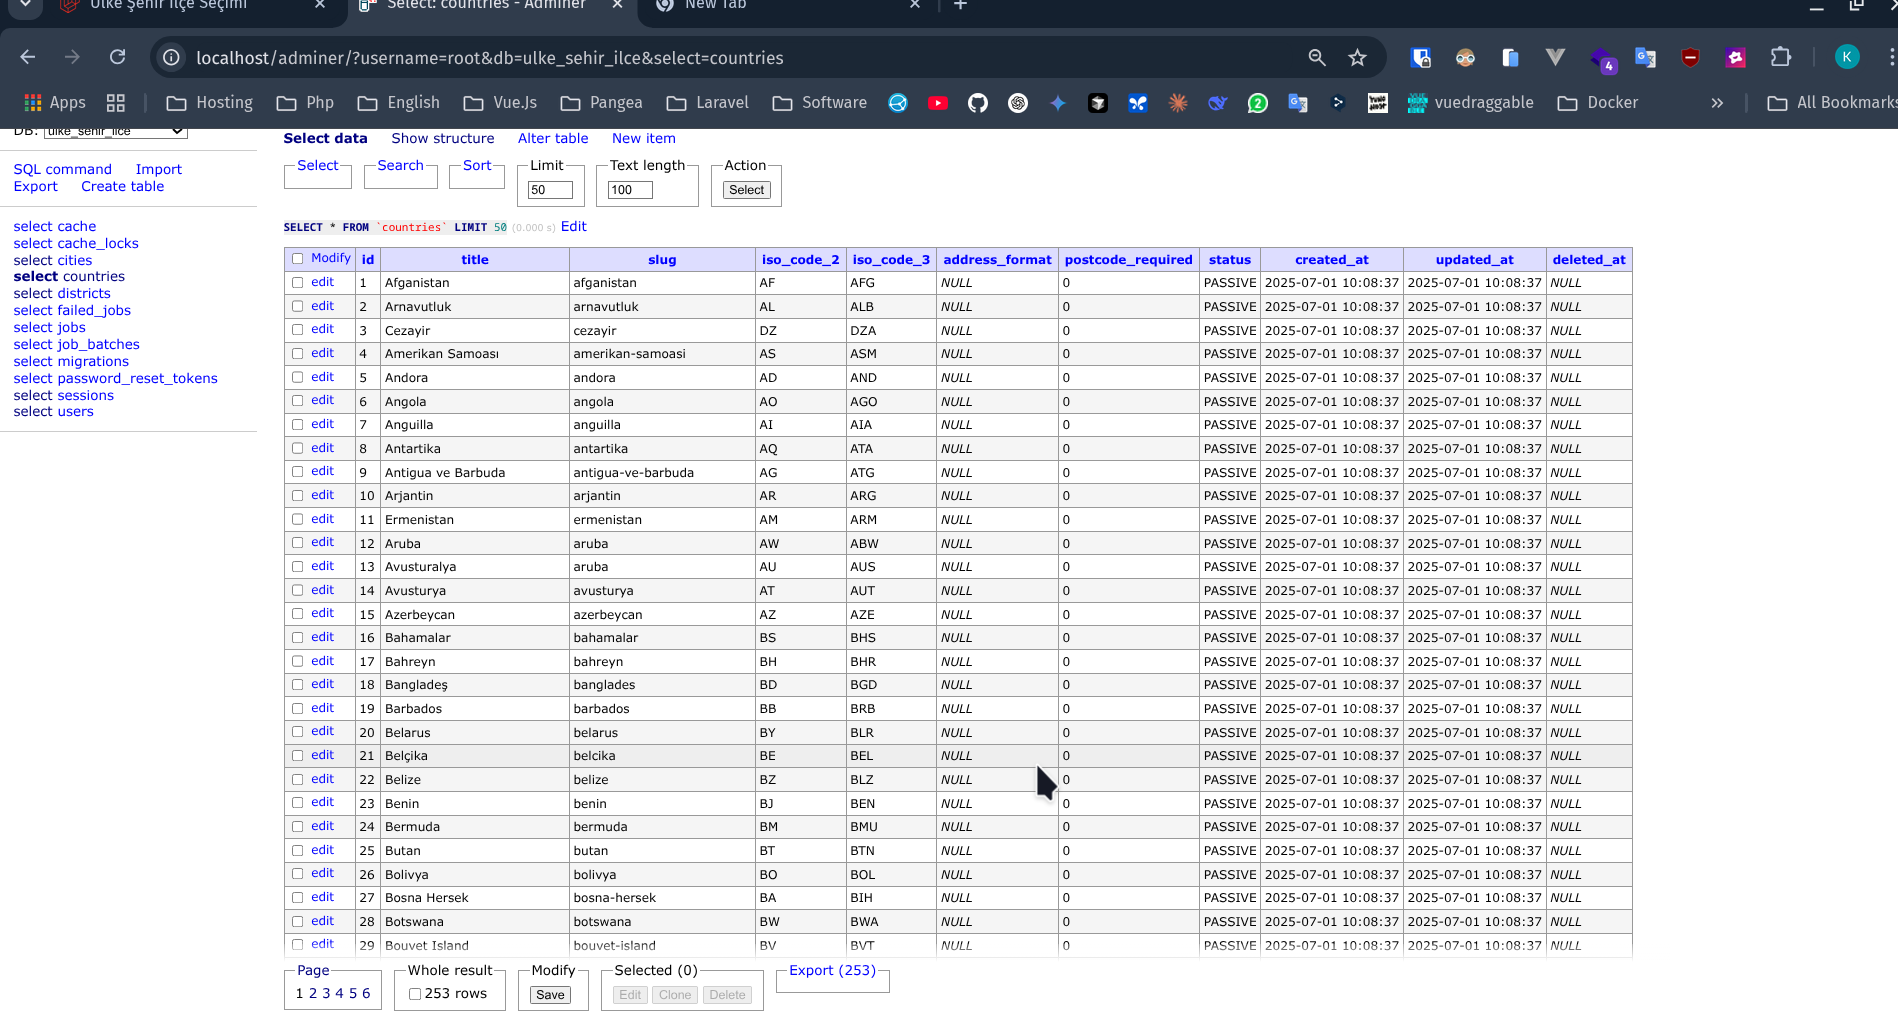 Ülke Şehir İlçe Seçimi
Select: countries - Adminer
New Tab
localhost/adminer/?username=root&db=ulke_sehir_ilce&select=countries
4
K
Apps Hosting Php English Vue.Js Pangea Laravel Software 2 vuedraggable Docker » All Bookmarks
DB: ulke_sehir_ilce
SQL command Import
Export Create table
select cache
select cache_locks
select cities
select countries
select districts
select failed_jobs
select jobs
select job_batches
select migrations
select password_reset_tokens
select sessions
select users
Select data Show structure Alter table New item
Select Search Sort Limit Text length Action
50 100 Select
SELECT * FROM `countries` LIMIT 50 (0.000 s) Edit
Modify id title slug iso_code_2 iso_code_3 address_format postcode_required status created_at updated_at deleted_at
edit 1 Afganistan afganistan AF AFG NULL 0 PASSIVE 2025-07-01 10:08:37 2025-07-01 10:08:37 NULL
edit 2 Arnavutluk arnavutluk AL ALB NULL 0 PASSIVE 2025-07-01 10:08:37 2025-07-01 10:08:37 NULL
edit 3 Cezayir cezayir DZ DZA NULL 0 PASSIVE 2025-07-01 10:08:37 2025-07-01 10:08:37 NULL
edit 4 Amerikan Samoası amerikan-samoasi AS ASM NULL 0 PASSIVE 2025-07-01 10:08:37 2025-07-01 10:08:37 NULL
edit 5 Andora andora AD AND NULL 0 PASSIVE 2025-07-01 10:08:37 2025-07-01 10:08:37 NULL
edit 6 Angola angola AO AGO NULL 0 PASSIVE 2025-07-01 10:08:37 2025-07-01 10:08:37 NULL
edit 7 Anguilla anguilla AI AIA NULL 0 PASSIVE 2025-07-01 10:08:37 2025-07-01 10:08:37 NULL
edit 8 Antartika antartika AQ ATA NULL 0 PASSIVE 2025-07-01 10:08:37 2025-07-01 10:08:37 NULL
edit 9 Antigua ve Barbuda antigua-ve-barbuda AG ATG NULL 0 PASSIVE 2025-07-01 10:08:37 2025-07-01 10:08:37 NULL
edit 10 Arjantin arjantin AR ARG NULL 0 PASSIVE 2025-07-01 10:08:37 2025-07-01 10:08:37 NULL
edit 11 Ermenistan ermenistan AM ARM NULL 0 PASSIVE 2025-07-01 10:08:37 2025-07-01 10:08:37 NULL
edit 12 Aruba aruba AW ABW NULL 0 PASSIVE 2025-07-01 10:08:37 2025-07-01 10:08:37 NULL
edit 13 Avusturalya aruba AU AUS NULL 0 PASSIVE 2025-07-01 10:08:37 2025-07-01 10:08:37 NULL
edit 14 Avusturya avusturya AT AUT NULL 0 PASSIVE 2025-07-01 10:08:37 2025-07-01 10:08:37 NULL
edit 15 Azerbeycan azerbeycan AZ AZE NULL 0 PASSIVE 2025-07-01 10:08:37 2025-07-01 10:08:37 NULL
edit 16 Bahamalar bahamalar BS BHS NULL 0 PASSIVE 2025-07-01 10:08:37 2025-07-01 10:08:37 NULL
edit 17 Bahreyn bahreyn BH BHR NULL 0 PASSIVE 2025-07-01 10:08:37 2025-07-01 10:08:37 NULL
edit 18 Bangladeş banglades BD BGD NULL 0 PASSIVE 2025-07-01 10:08:37 2025-07-01 10:08:37 NULL
edit 19 Barbados barbados BB BRB NULL 0 PASSIVE 2025-07-01 10:08:37 2025-07-01 10:08:37 NULL
edit 20 Belarus belarus BY BLR NULL 0 PASSIVE 2025-07-01 10:08:37 2025-07-01 10:08:37 NULL
edit 21 Belçika belcika BE BEL NULL 0 PASSIVE 2025-07-01 10:08:37 2025-07-01 10:08:37 NULL
edit 22 Belize belize BZ BLZ NULL 0 PASSIVE 2025-07-01 10:08:37 2025-07-01 10:08:37 NULL
edit 23 Benin benin BJ BEN NULL 0 PASSIVE 2025-07-01 10:08:37 2025-07-01 10:08:37 NULL
edit 24 Bermuda bermuda BM BMU NULL 0 PASSIVE 2025-07-01 10:08:37 2025-07-01 10:08:37 NULL
edit 25 Butan butan BT BTN NULL 0 PASSIVE 2025-07-01 10:08:37 2025-07-01 10:08:37 NULL
edit 26 Bolivya bolivya BO BOL NULL 0 PASSIVE 2025-07-01 10:08:37 2025-07-01 10:08:37 NULL
edit 27 Bosna Hersek bosna-hersek BA BIH NULL 0 PASSIVE 2025-07-01 10:08:37 2025-07-01 10:08:37 NULL
edit 28 Botswana botswana BW BWA NULL 0 PASSIVE 2025-07-01 10:08:37 2025-07-01 10:08:37 NULL
edit 29 Bouvet Island bouvet-island BV BVT NULL 0 PASSIVE 2025-07-01 10:08:37 2025-07-01 10:08:37 NULL
Page Whole result Modify Selected (0) Export (253)
1 2 3 4 5 6 253 rows Save Edit Clone Delete